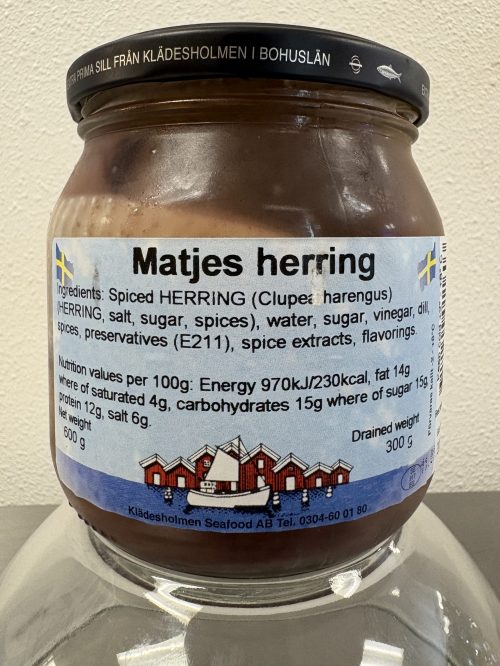 TRA PRIMA SILL FRÅN KLÄDESHOLMEN I BOHUSLÄN
Matjes herring
Ingredients: Spiced HERRING (Clupea harengus)
(HERRING, salt, sugar, spices), water, sugar, vinegar, dill,
spices, preservatives (E211), spice extracts, flavorings.
Nutrition values per 100g: Energy 970kJ/230kcal, fat 14g
where of saturated 4g, carbohydrates 15g where of sugar 15g
protein 12g, salt 6g.
Net weight
600 g
Drained weight
300 g
Klädesholmen Seafood AB Tel. 0304-60 01 80